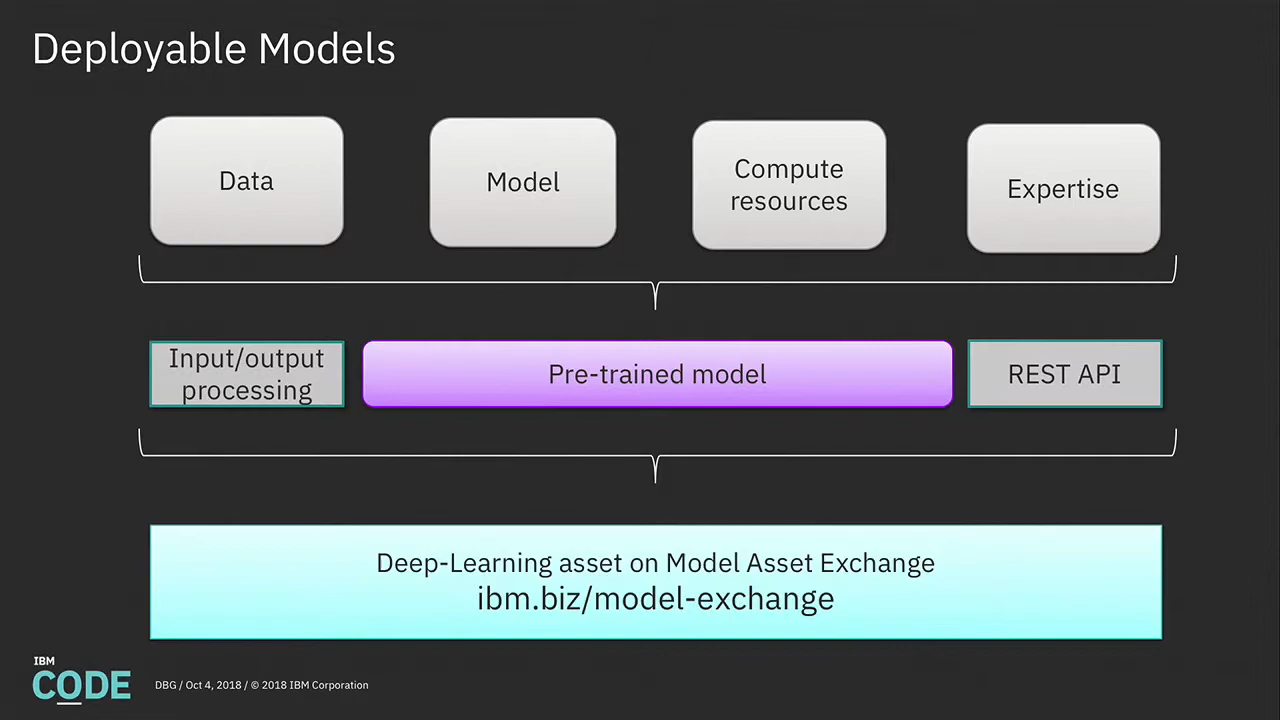 Deployable Models
Data
Model
Compute
resources
Expertise
Input/output
processing
Pre-trained model
REST API
Deep-Learning asset on Model Asset Exchange
ibm.biz/model-exchange
IBM
CODE
DBG / Oct 4, 2018 / © 2018 IBM Corporation